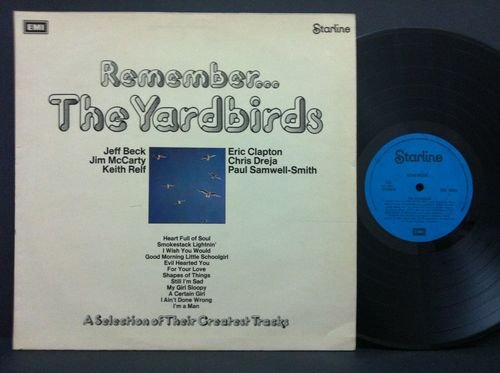 EMI
Starline
Remember...
The Yardbirds
Jeff Beck
Jim McCarty
Keith Relf
Eric Clapton
Chris Dreja
Paul Samwell-Smith
Heart Full of Soul
Smokestack Lightnin'
I Wish You Would
Good Morning Little Schoolgirl
Evil Hearted You
For Your Love
Shapes of Things
Still I'm Sad
My Girl Sloopy
A Certain Girl
I Ain't Done Wrong
I'm a Man
A Selection of Their Greatest Tracks
Starline
EMI